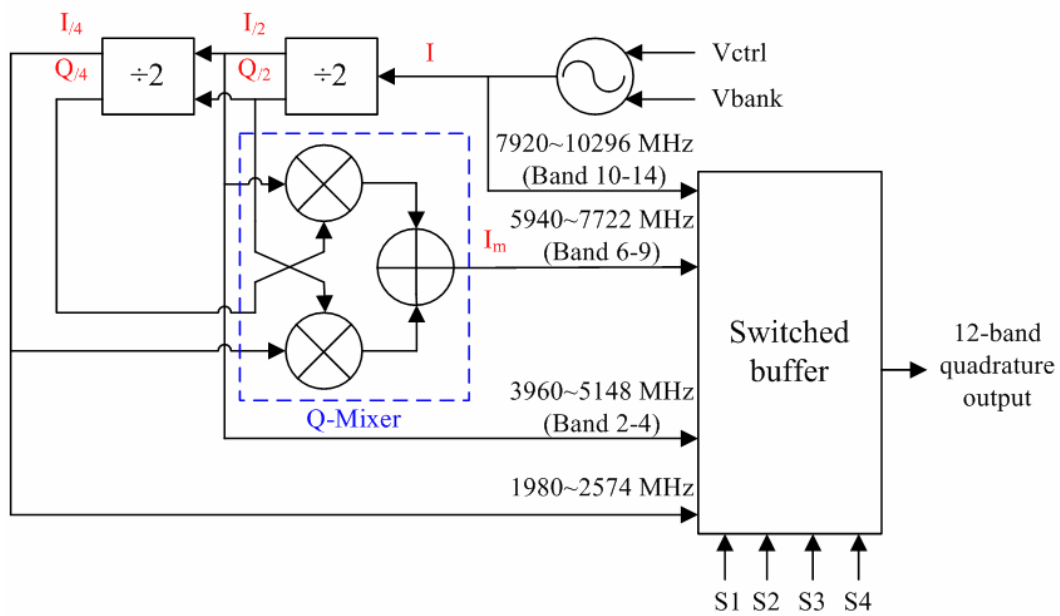 I/4
I/2
I
Q/4
÷2
Q/2
÷2
Vctrl
Vbank
7920~10296 MHz
(Band 10-14)
5940~7722 MHz
Im
(Band 6-9)
Switched
buffer
12-band
quadrature
output
3960~5148 MHz
(Band 2-4)
Q-Mixer
1980~2574 MHz
S1 S2 S3 S4